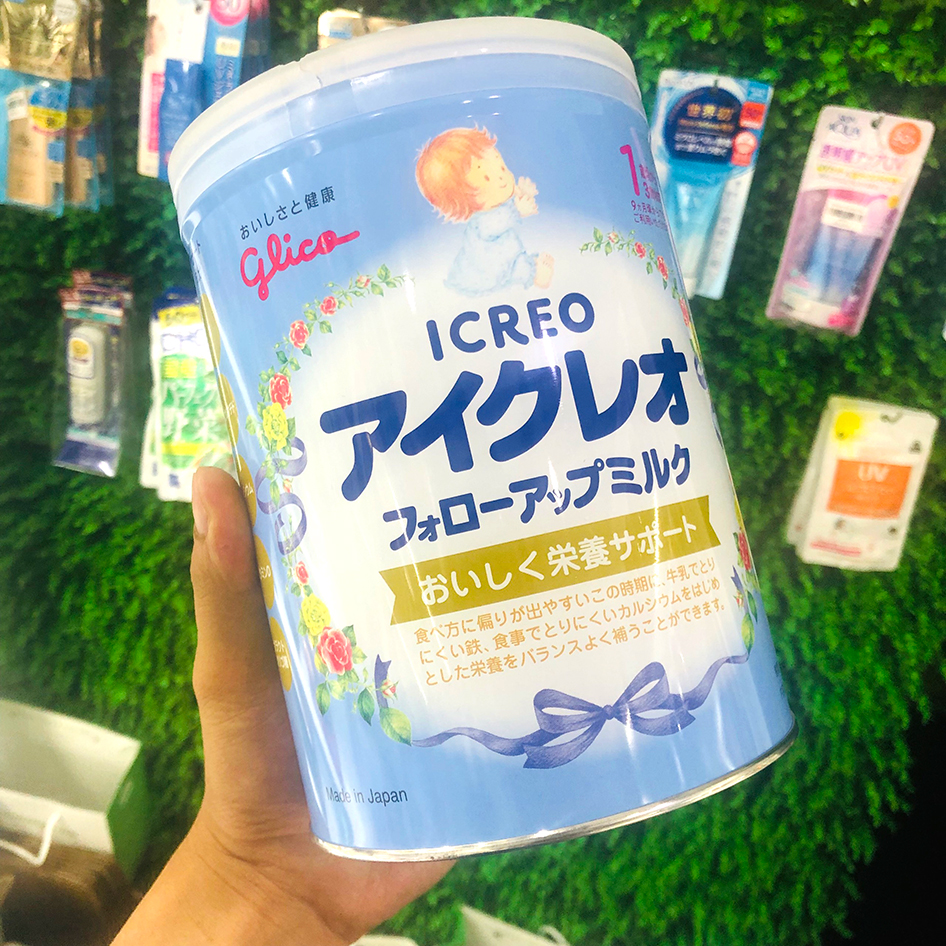 おいしさと健康
glico
1
ICREO
アイクレオ
フォローアップミルク
おいしく栄養サポート
食べ方に偏りが出やすいこの時期に、牛乳でとり
にくい鉄、食事でとりにくいカルシウムをはじめ
とした栄養をバランスよく補うことができます。
Made in Japan
世界初
UV